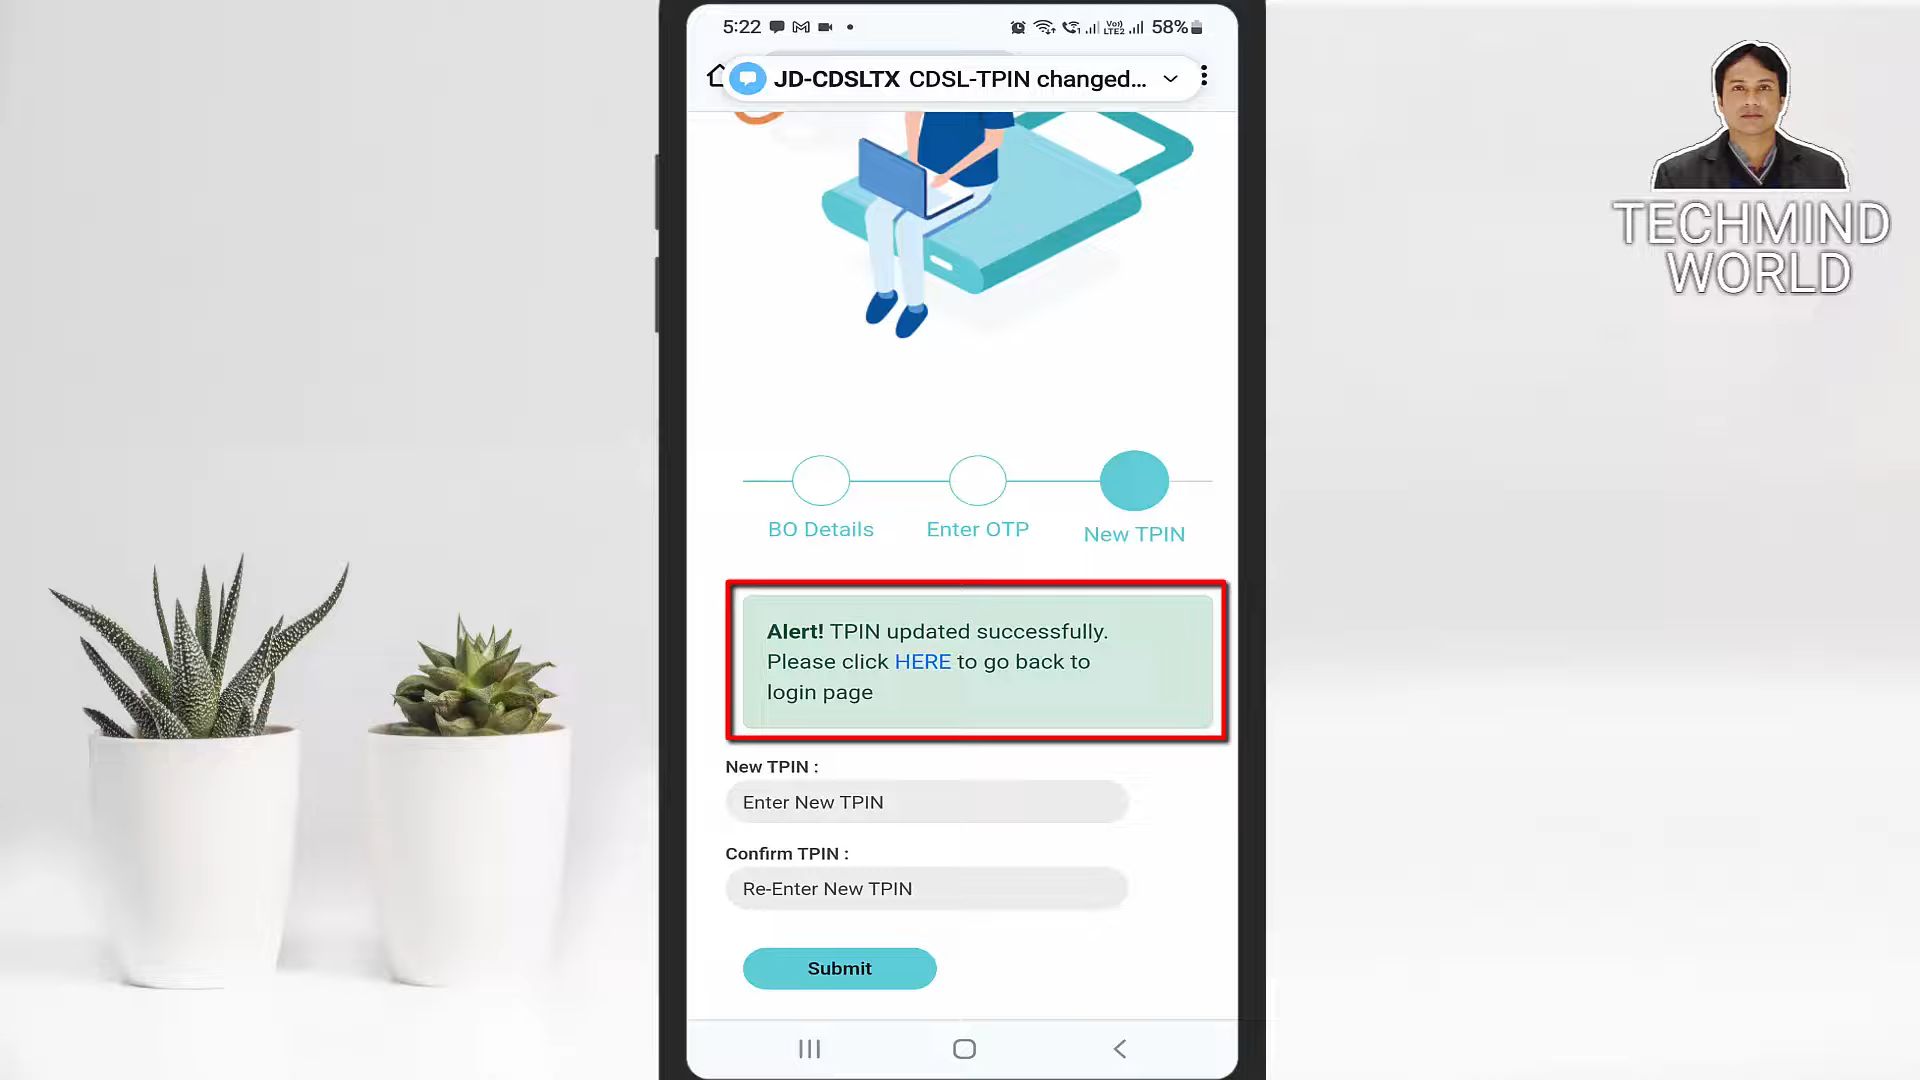 5:22
Vo))
LTE2
58%
JD-CDSLTX CDSL-TPIN changed...
TECHMIND
WORLD
BO Details
Enter OTP
New TPIN
Alert! TPIN updated successfully.
Please click HERE to go back to
login page
New TPIN :
Enter New TPIN
Confirm TPIN :
Re-Enter New TPIN
Submit